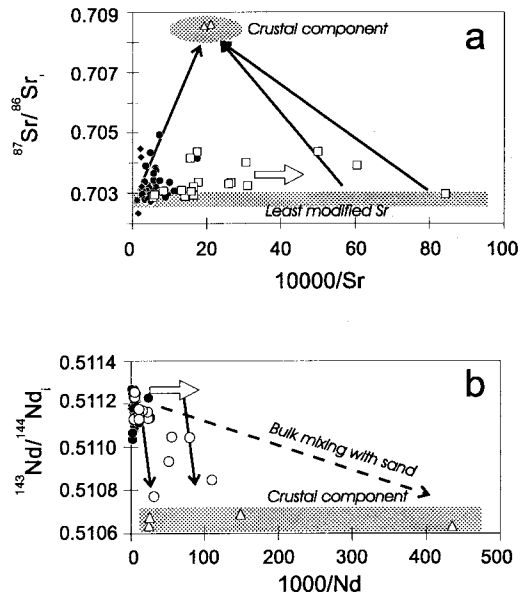 a
0.709
0.707
0.705
0.703
87Sr/86Sri
Crustal component
Least modified Sr
0 20 40 60 80 100
10000/Sr
b
0.5114
0.5112
0.5110
0.5108
0.5106
143Nd/144Ndi
Bulk mixing with sand
Crustal component
0 100 200 300 400 500
1000/Nd